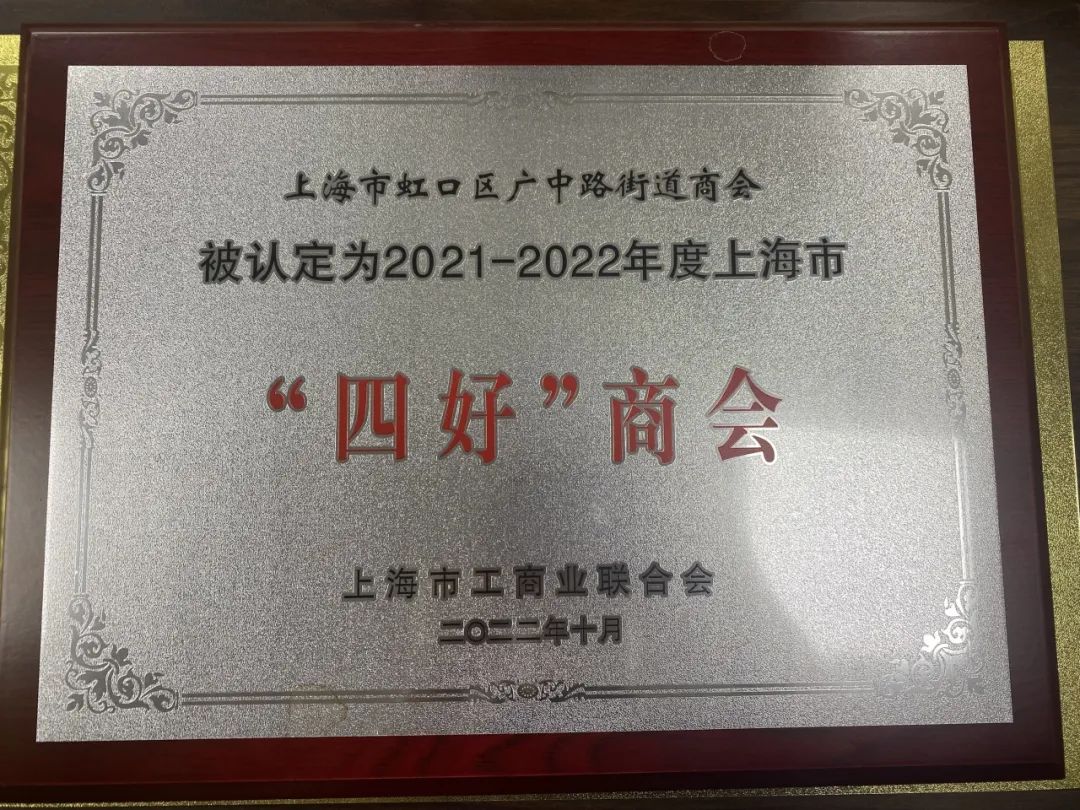 上海市虹口区广中路街道商会
被认定为2021-2022年度上海市
“四好”商会
上海市工商业联合会
二〇二二年十月